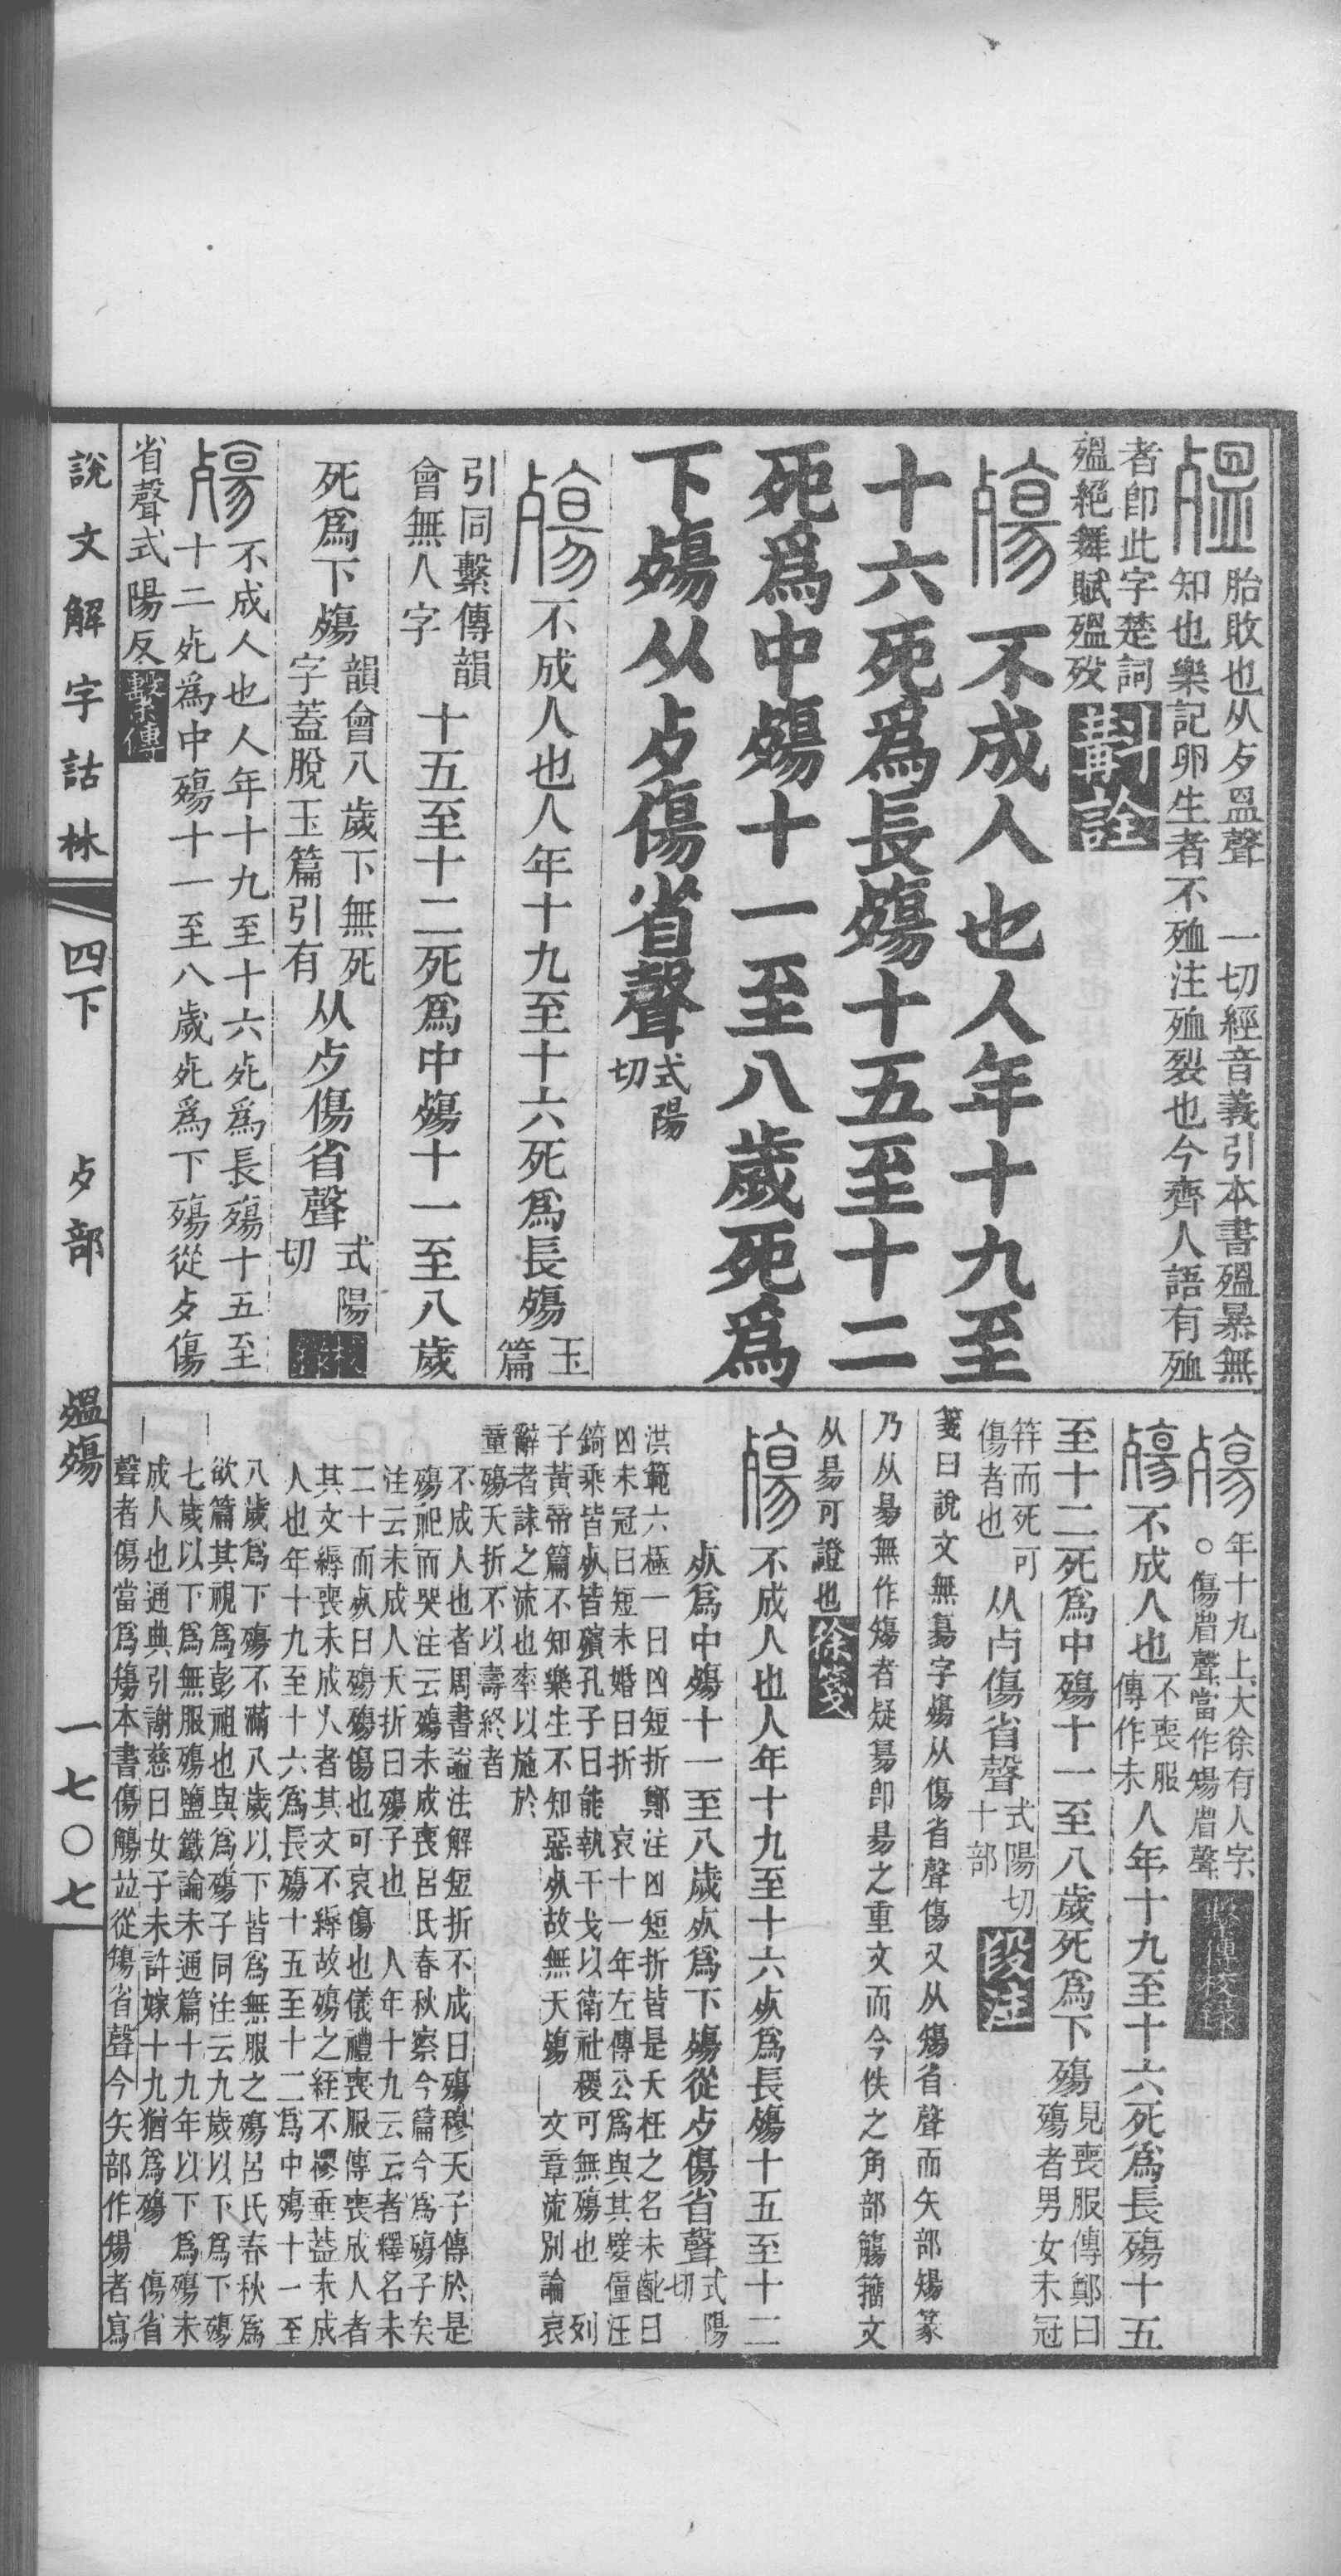 胎敗也从歺𥁕聲　一切經音義引本書殟暴無
知也樂記卵生者不殈注殈裂也今齊人語有殈
者卽此字楚詞
殟絕舞賦殟歿
斠詮
殤　不成人也人年十九至
十六死爲長殤十五至十二
死爲中殤十一至八歲死爲
下殤从歺傷省聲式陽
切
殤　不成人也人年十九至十六死爲長殤玉
篇
引同繫傳韻
會無人字
十五至十二死爲中殤十一至八歲
死爲下殤韻會八歲下無死
字蓋脫玉篇引有
从歺傷省聲式陽
切
校錄
殤　不成人也人年十九至十六死爲長殤十五至
十二死爲中殤十一至八歲死爲下殤從歺傷
省聲式陽反繫傳
殤　年十九上大徐有人字
○傷省聲當作𥏻省聲
繫傳校錄
殤　不成人也不喪服
傳作未
人年十九至十六死爲長殤十五
至十二死爲中殤十一至八歲死爲下殤見喪服傳鄭曰
殤者男女未冠
笄而死可
傷者也
从歺傷省聲式陽切
十部
段注
箋曰說文無𥏻字殤从傷省聲傷又从𥏻省聲而矢部𥏻篆
乃从昜無作𥏻者疑𥏻卽昜之重文而今佚之角部觴籒文
从昜可證也徐箋
殤　不成人也人年十九至十六死爲長殤十五至十二
死爲中殤十一至八歲死爲下殤從歺傷省聲式陽
切
洪範六極一曰凶短折鄭注凶短折皆是夭枉之名未齔曰
凶未冠曰短未婚曰折　哀十一年左傳公爲與其嬖僮汪
錡乘皆死皆殯孔子曰能執干戈以衛社稷可無殤也　列
子黃帝篇不知樂生不知惡死故無夭殤　文章流別論哀
辭者誄之流也率以施於
童殤夭折不以壽終者
不成人也者周書謚法解短折不成曰殤穆天子傳於是
殤祀而哭注云殤未成喪呂氏春秋察今篇今爲殤子矣
注云未成人夭折曰殤子也　人年十九云云者釋名未
二十而死曰殤殤傷也可哀傷也儀禮喪服傳喪成人者
其文縟喪未成人者其文不縟故殤之絰不摎垂蓋未成
人也年十九至十六爲長殤十五至十二爲中殤十一至
八歲爲下殤不滿八歲以下皆爲無服之殤呂氏春秋爲
欲篇其視爲彭祖也與爲殤子同注云九歲以下爲下殤
七歲以下爲無服殤鹽鐵論未通篇十九年以下爲殤未
成人也通典引謝慈曰女子未許嫁十九猶爲殤　傷省
聲者傷當爲𥏻本書傷觴竝從𥏻省聲今矢部作𥏻者寫
說文解字詁林
四下
歺部
殟殤
一七〇七